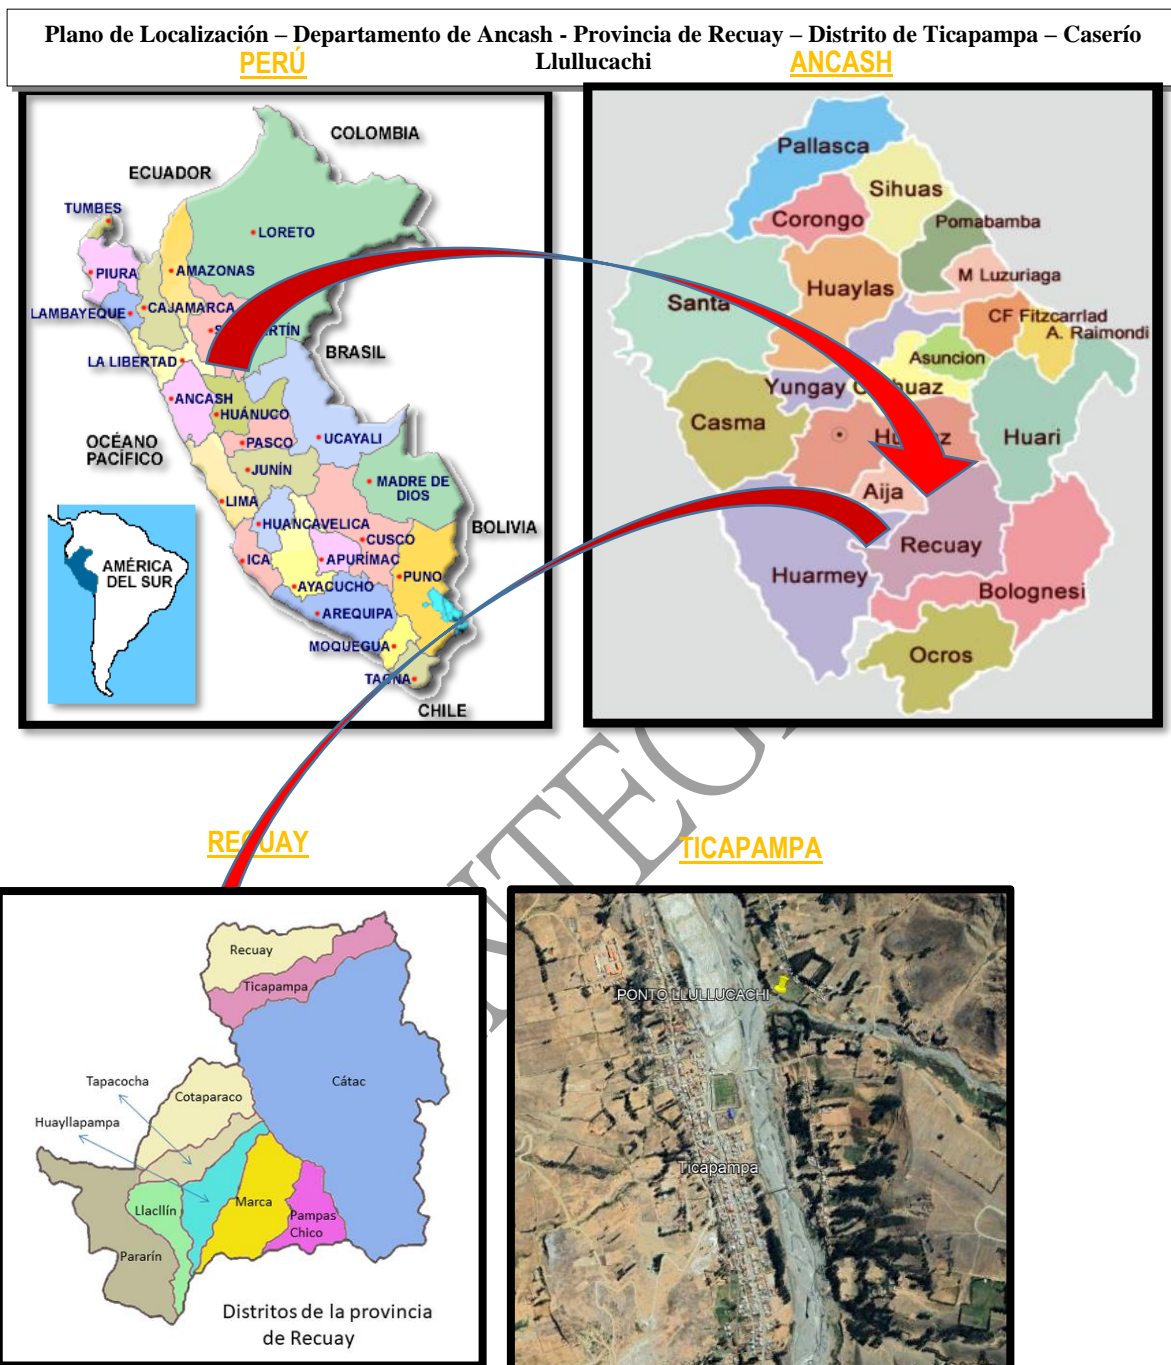 Plano de Localización – Departamento de Ancash - Provincia de Recuay – Distrito de Ticapampa – Caserío
Llullucachi
PERÚ
ANCASH
COLOMBIA
ECUADOR
TUMBES
LORETO
PIURA
AMAZONAS
LAMBAYEQUE
CAJAMARCA
LA LIBERTAD
BRASIL
ANCASH
HUÁNUCO
OCÉANO
PACÍFICO
PASCO
UCAYALI
JUNÍN
LIMA
MADRE DE
DIOS
HUANCAVELICA
CUSCO
BOLIVIA
ICA
APURÍMAC
PUNO
AYACUCHO
AREQUIPA
MOQUEGUA
TACNA
CHILE
AMÉRICA
DEL SUR
Pallasca
Sihuas
Corongo
Pomabamba
M Luzuriaga
Huaylas
Santa
CF Fitzcarrlad
A. Raimondi
Asuncion
Yungay
Casma
Huari
Aija
Recuay
Huarmey
Bolognesi
Ocros
RECUAY
TICAPAMPA
Recuay
Ticapampa
Tapacocha
Cátac
Cotaparaco
Huayllapampa
Llacllín
Marca
Pampas
Chico
Pararín
Distritos de la provincia
de Recuay
PONTO LLULLUCACHI
Ticapampa